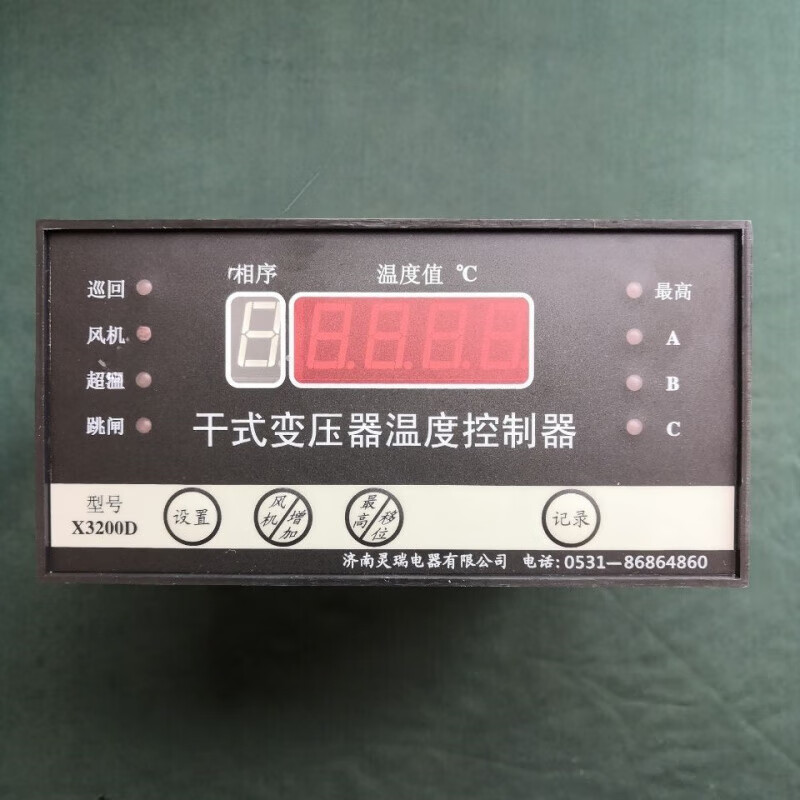 相序 温度值 ℃
巡回
最高
风机
A
超温
B
跳闸
C
干式变压器温度控制器
型号
X3200D
设置
风机/增加
最高/移位
记录
济南灵瑞电器有限公司 电话:0531—86864860